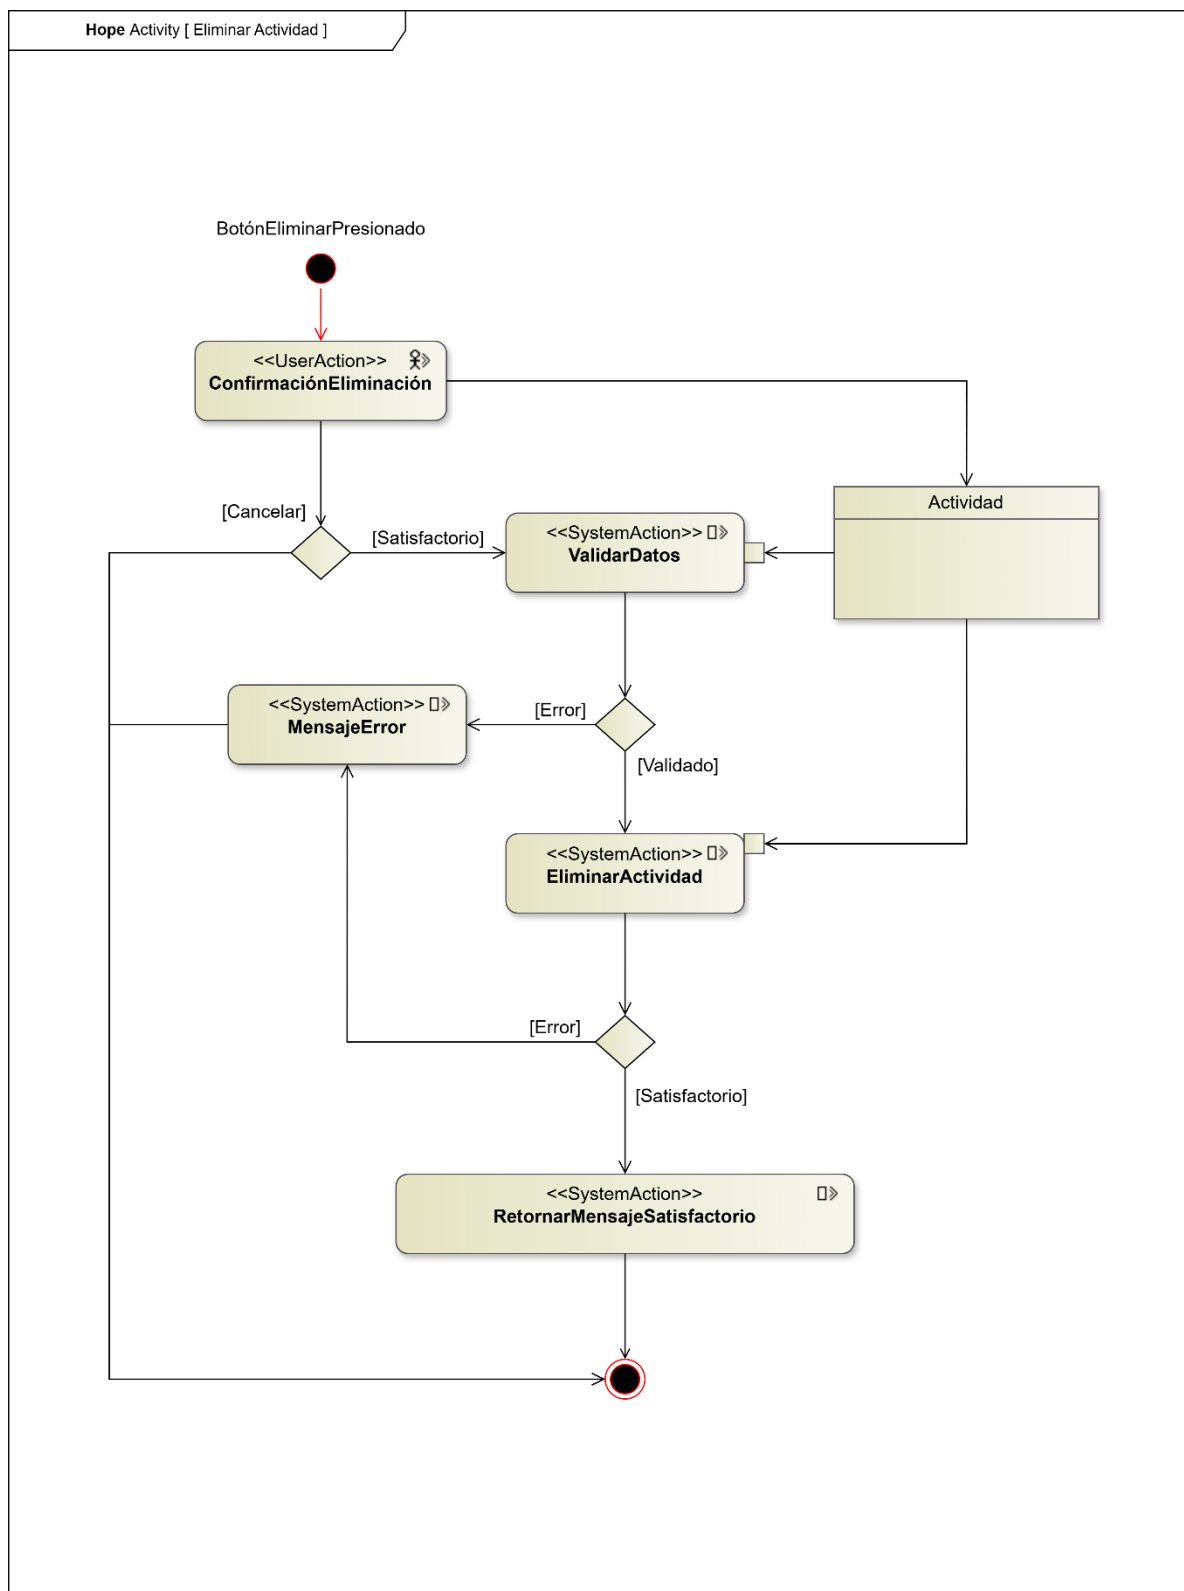 Hope Activity [ Eliminar Actividad ]
BotónEliminarPresionado
<<UserAction>>
ConfirmaciónEliminación
[Cancelar]
[Satisfactorio]
<<SystemAction>>
ValidarDatos
Actividad
<<SystemAction>>
MensajeError
[Error]
[Validado]
<<SystemAction>>
EliminarActividad
[Error]
[Satisfactorio]
<<SystemAction>>
RetornarMensajeSatisfactorio